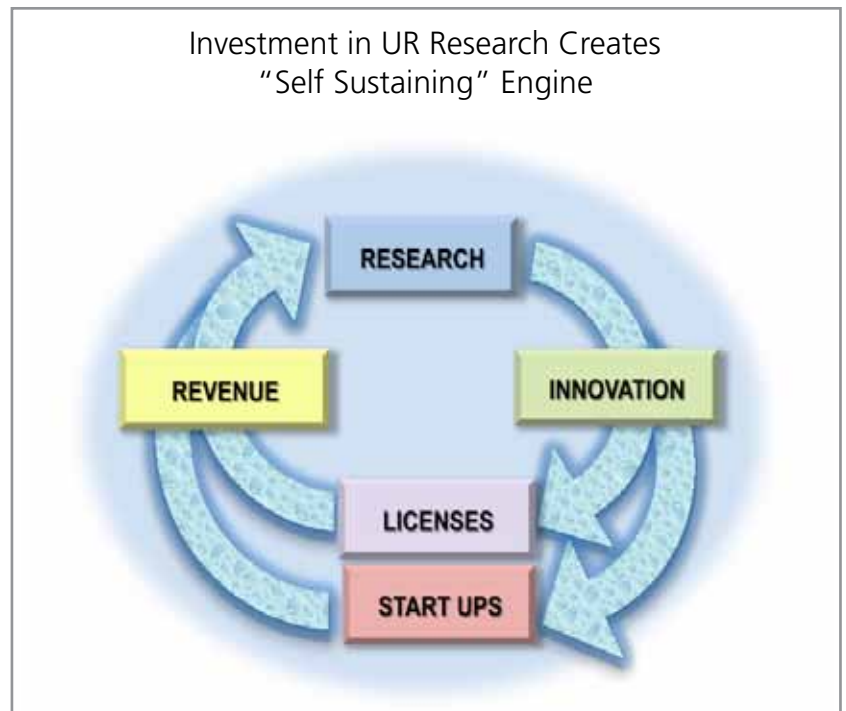 Investment in UR Research Creates
“Self Sustaining” Engine
RESEARCH
REVENUE
INNOVATION
LICENSES
START UPS